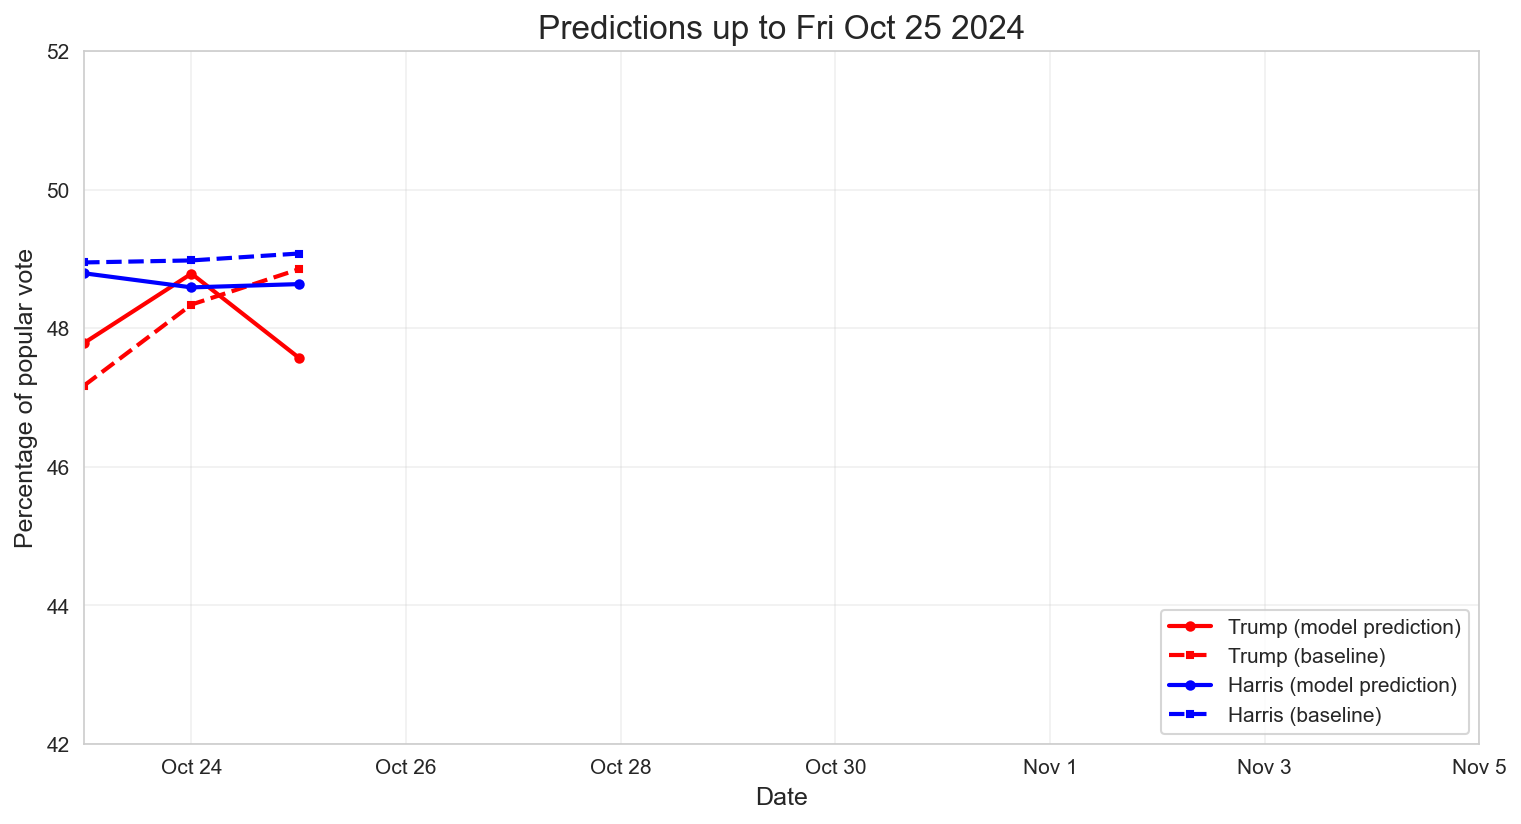 Predictions up to Fri Oct 25 2024
52
50
48
46
44
42
Percentage of popular vote
Trump (model prediction)
Trump (baseline)
Harris (model prediction)
Harris (baseline)
Oct 24
Oct 26
Oct 28
Oct 30
Nov 1
Nov 3
Nov 5
Date